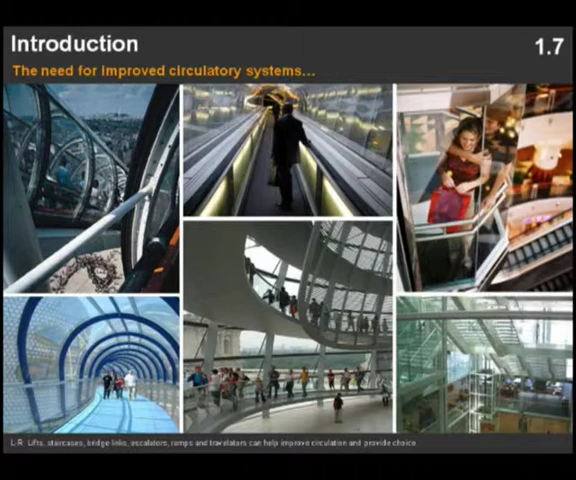 Introduction
1.7
The need for improved circulatory systems...
L-R: Lifts, staircases, bridge links, escalators, ramps and travelators can help improve circulation and provide choice